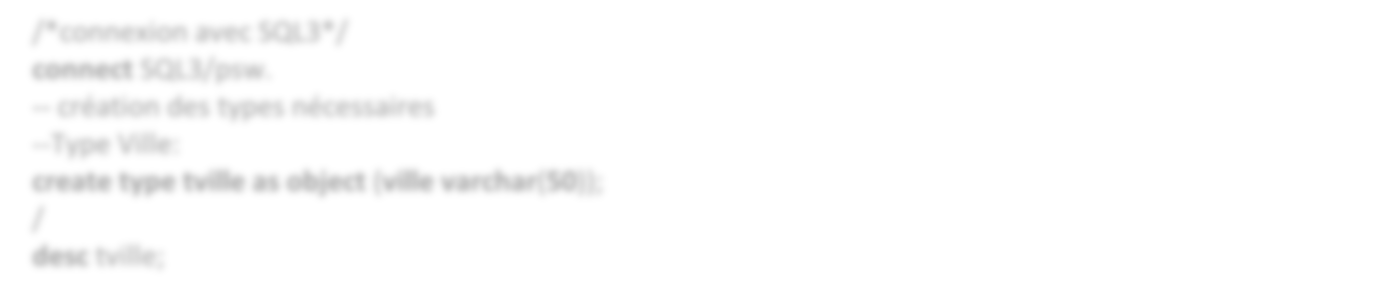 /*connexion avec SQL3*/
connect SQL3/psw.
-- création des types nécessaires
--Type Ville:
create type tville as object (ville varchar(50));
/
desc tville;